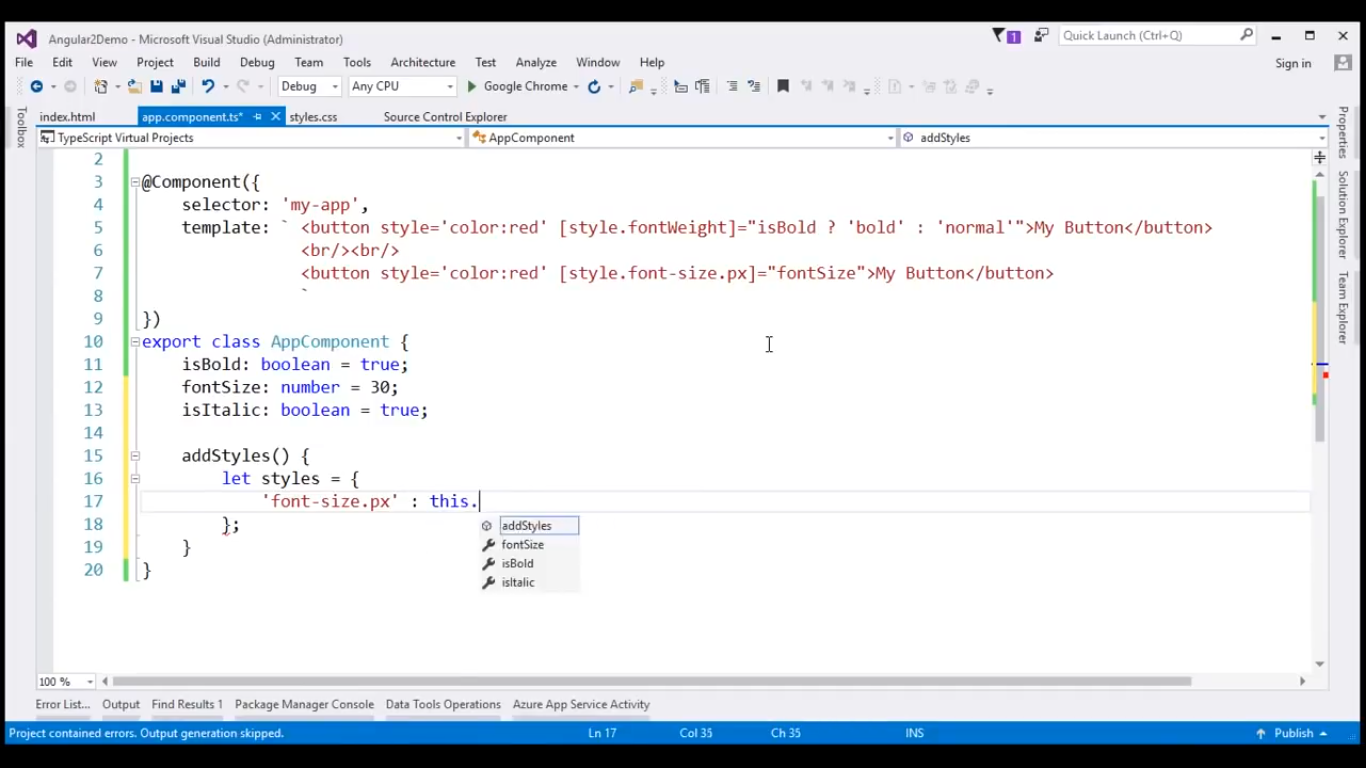 Angular2Demo - Microsoft Visual Studio (Administrator)
1
Quick Launch (Ctrl+Q)
File Edit View Project Build Debug Team Tools Architecture Test Analyze Window Help
Sign in
Debug Any CPU Google Chrome
index.html app.component.ts* styles.css Source Control Explorer
TypeScript Virtual Projects AppComponent addStyles
Toolbox
Properties
Solution Explorer
Team Explorer
2
3 @Component({
4 selector: 'my-app',
5 template: ` <button style='color:red' [style.fontWeight]="isBold ? 'bold' : 'normal'">My Button</button>
6 <br/><br/>
7 <button style='color:red' [style.font-size.px]="fontSize">My Button</button>
8 `
9 })
10 export class AppComponent {
11 isBold: boolean = true;
12 fontSize: number = 30;
13 isItalic: boolean = true;
14
15 addStyles() {
16 let styles = {
17 'font-size.px' : this.
18 };
19 }
20 }
addStyles
fontSize
isBold
isItalic
100 %
Error List... Output Find Results 1 Package Manager Console Data Tools Operations Azure App Service Activity
Project contained errors. Output generation skipped. Ln 17 Col 35 Ch 35 INS Publish